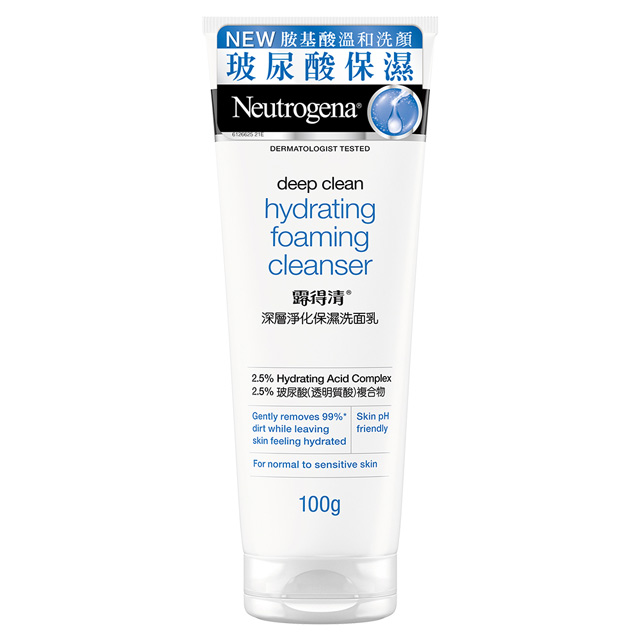 NEW 胺基酸溫和洗顏
玻尿酸保濕
Neutrogena®
612662S 21E
DERMATOLOGIST TESTED
deep clean
hydrating
foaming
cleanser
露得清®
深層淨化保濕洗面乳
2.5% Hydrating Acid Complex
2.5% 玻尿酸(透明質酸)複合物
Gently removes 99%*
dirt while leaving
skin feeling hydrated
Skin pH
friendly
For normal to sensitive skin
100g